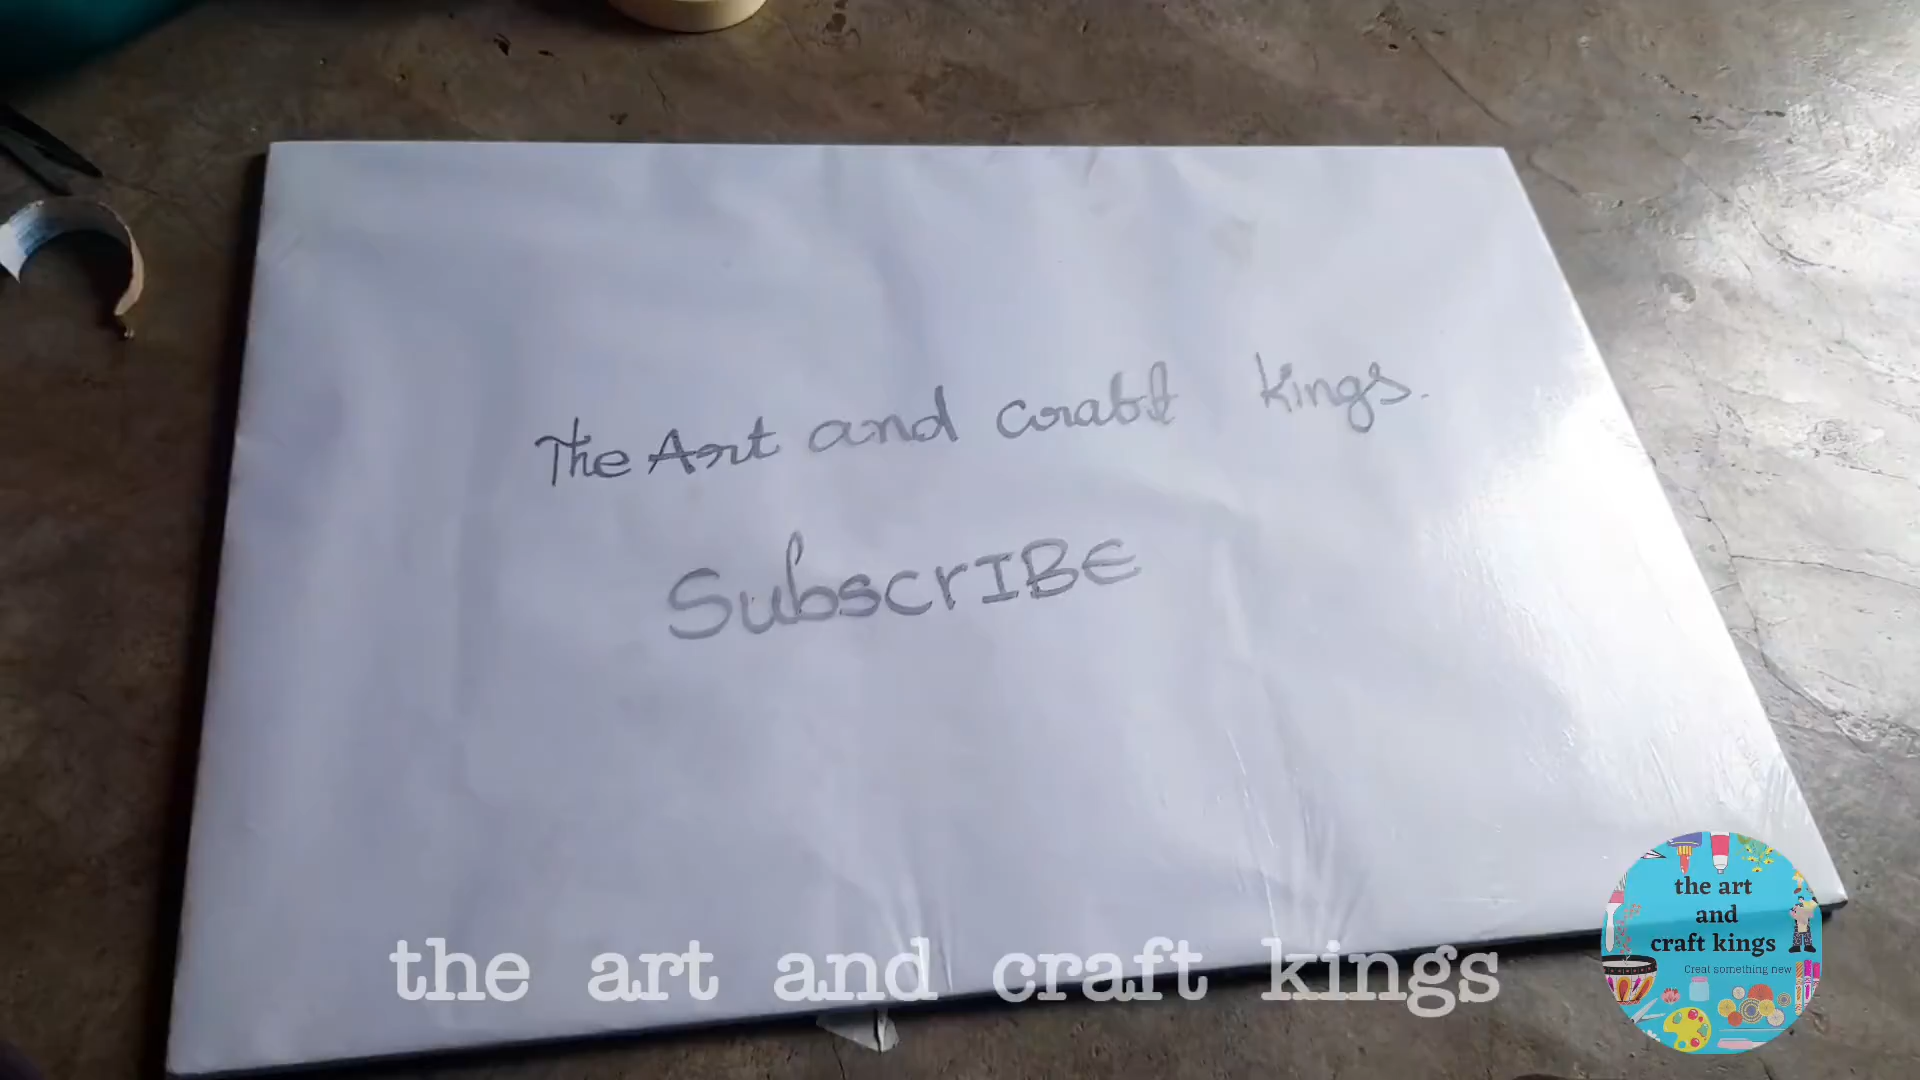 The Art and craft kings.
SubscrIBE
the art and craft kings
the art
and
craft kings
Creat something new